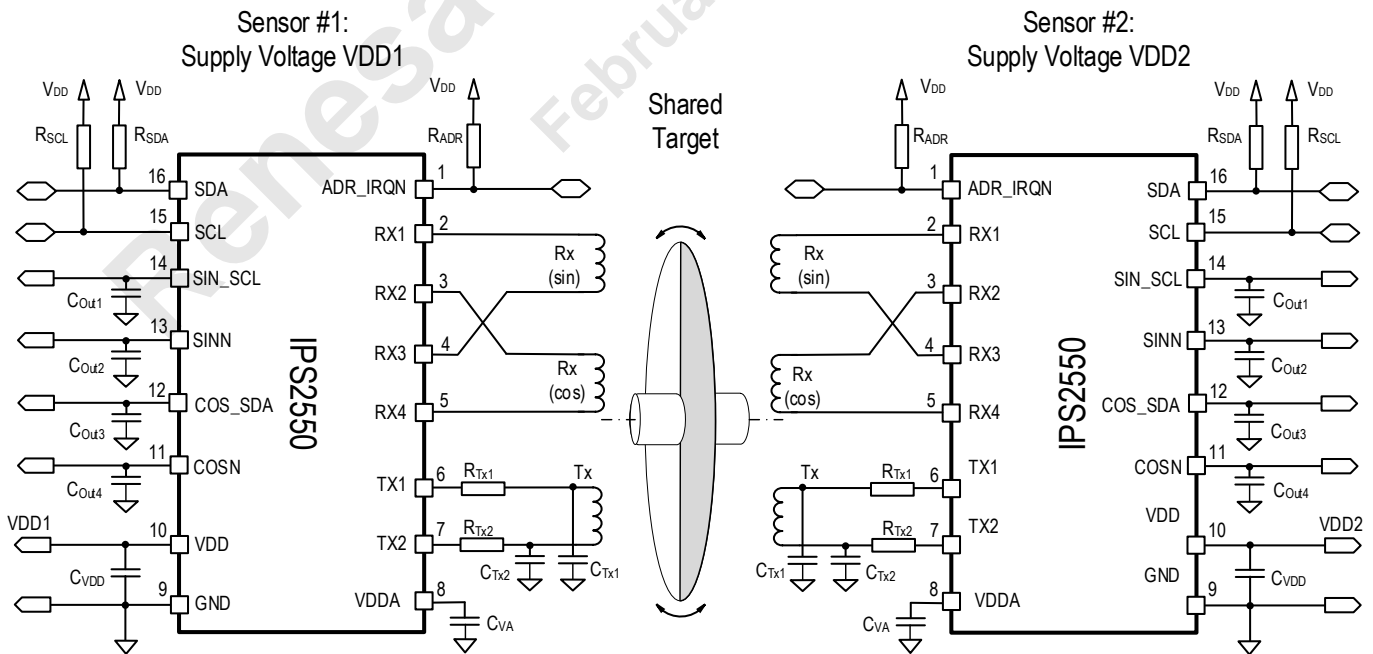 Sensor #1:
Supply Voltage VDD1
Sensor #2:
Supply Voltage VDD2
Shared
Target
VDD
VDD
RSCL
RSDA
VDD
RADR
16
SDA
15
SCL
14
SIN_SCL
COut1
13
SINN
COut2
12
COS_SDA
COut3
11
COSN
COut4
VDD1
10
VDD
CVDD
9
GND
IPS2550
1
ADR_IRQN
2
RX1
Rx
(sin)
3
RX2
4
RX3
Rx
(cos)
5
RX4
TX1
6
RTx1
Tx
TX2
7
RTx2
CTx2
CTx1
VDDA
8
CVA
VDD
RADR
VDD
VDD
RSDA
RSCL
1
ADR_IRQN
2
RX1
Rx
(sin)
3
RX2
4
RX3
Rx
(cos)
5
RX4
Tx
RTx1
6
TX1
RTx2
7
TX2
CTx1
CTx2
8
VDDA
CVA
IPS2550
16
SDA
15
SCL
14
SIN_SCL
COut1
13
SINN
COut2
12
COS_SDA
COut3
11
COSN
COut4
VDD
10
VDD2
CVDD
GND
9
Renesa
Februa